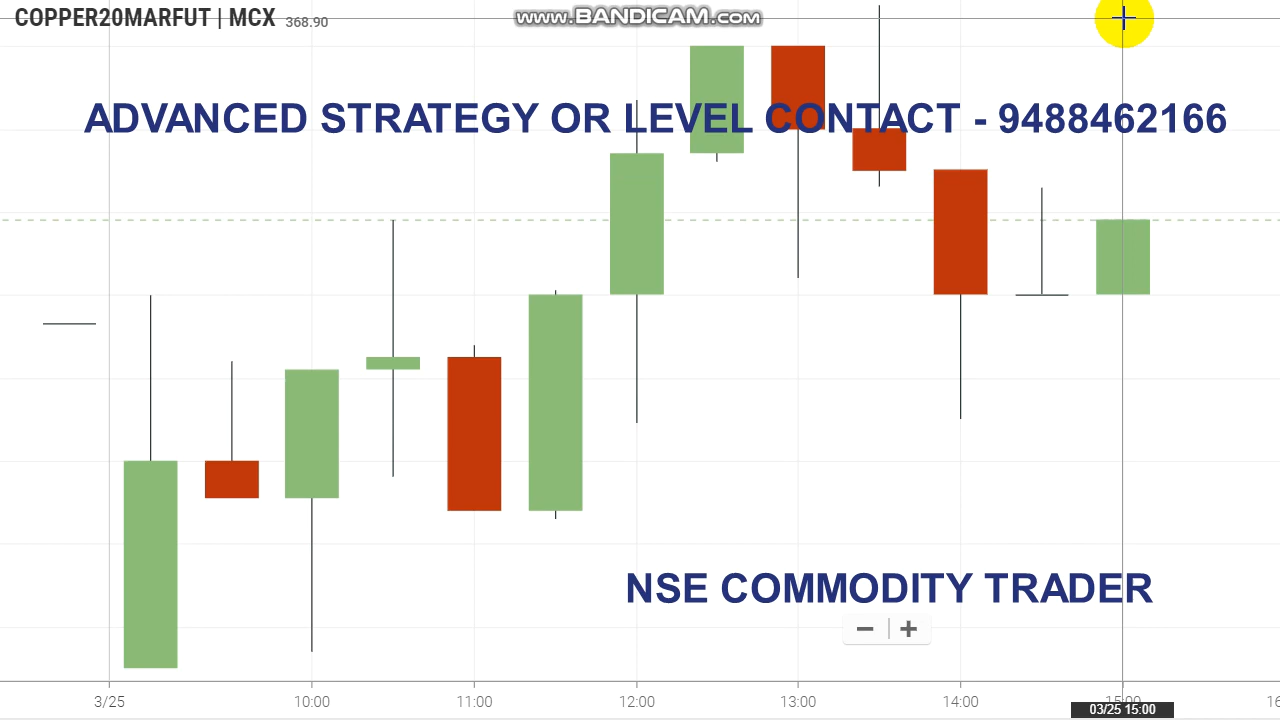 COPPER20MARFUT | MCX 368.90
www.BANDICAM.com
ADVANCED STRATEGY OR LEVEL CONTACT - 9488462166
NSE COMMODITY TRADER
− | +
3/25 10:00 11:00 12:00 13:00 14:00 15:00 16
03/25 15:00